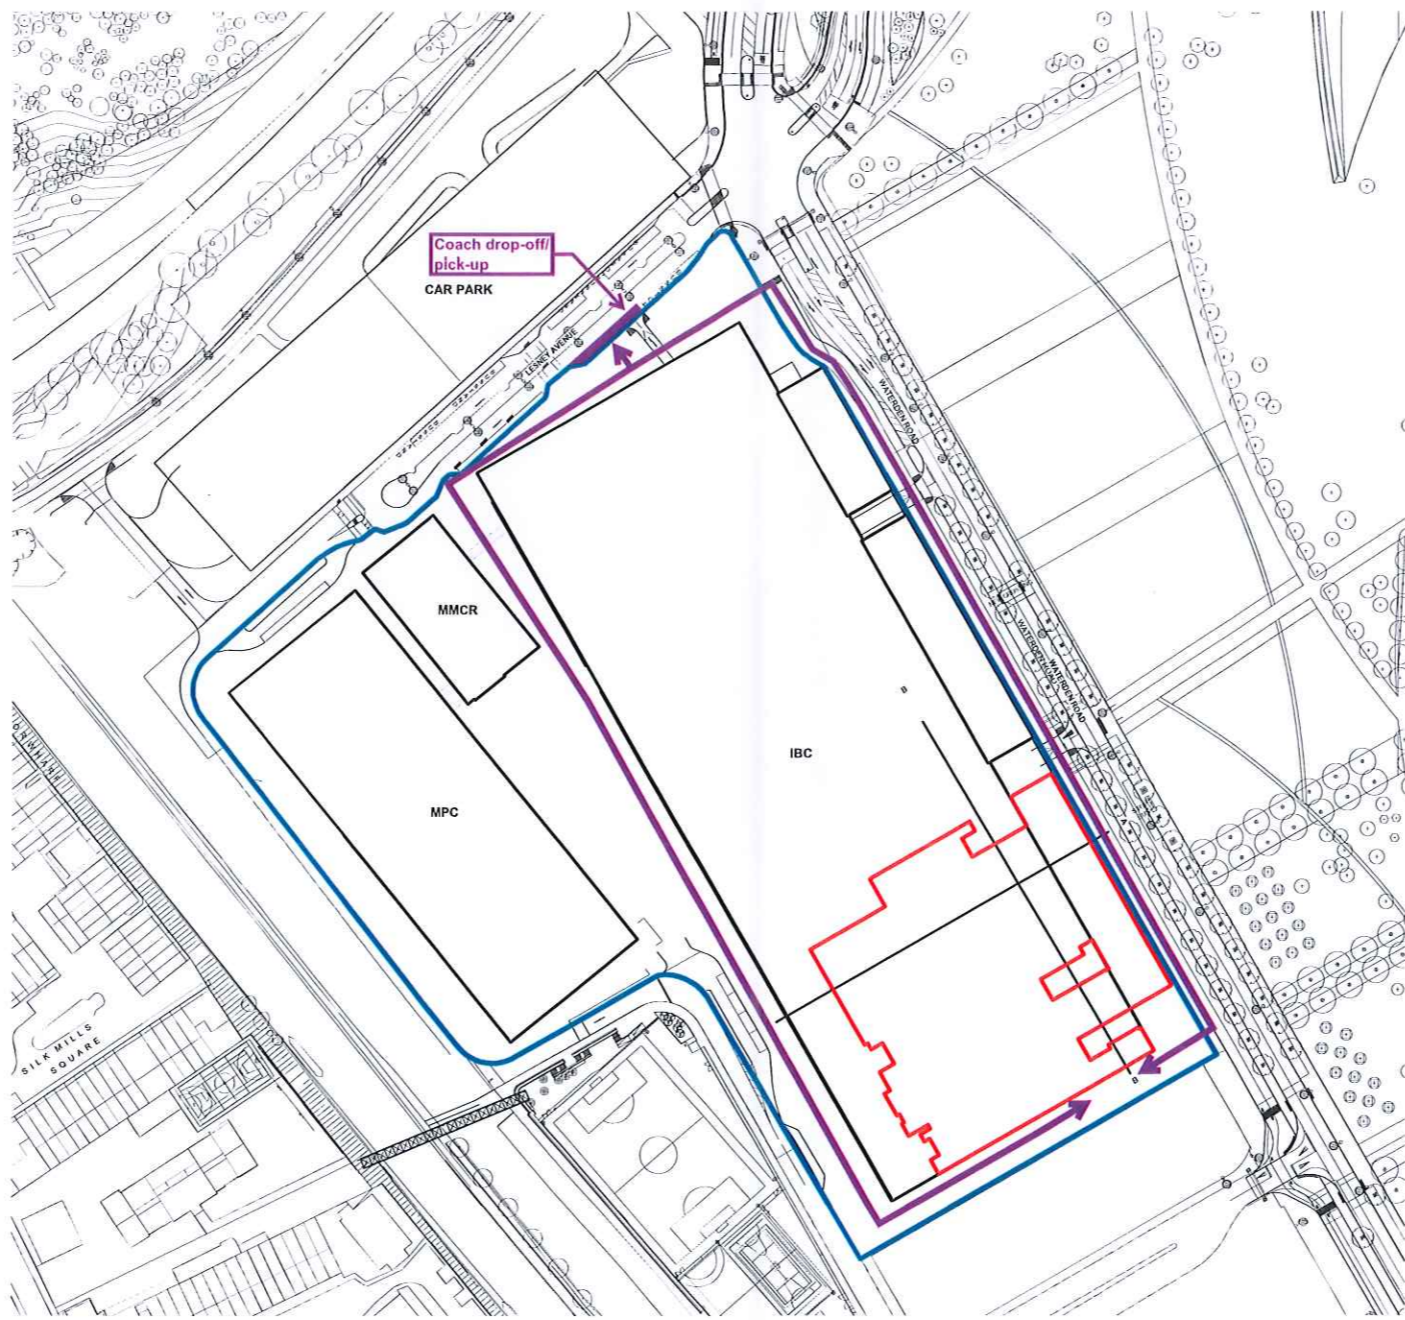 Coach drop-off/
pick-up
CAR PARK
LESNEY AVENUE
WATERDEN ROAD
MMCR
WATERDEN ROAD
WATERDEN ROAD
B
IBC
MPC
A
SILK MILLS
SQUARE
B